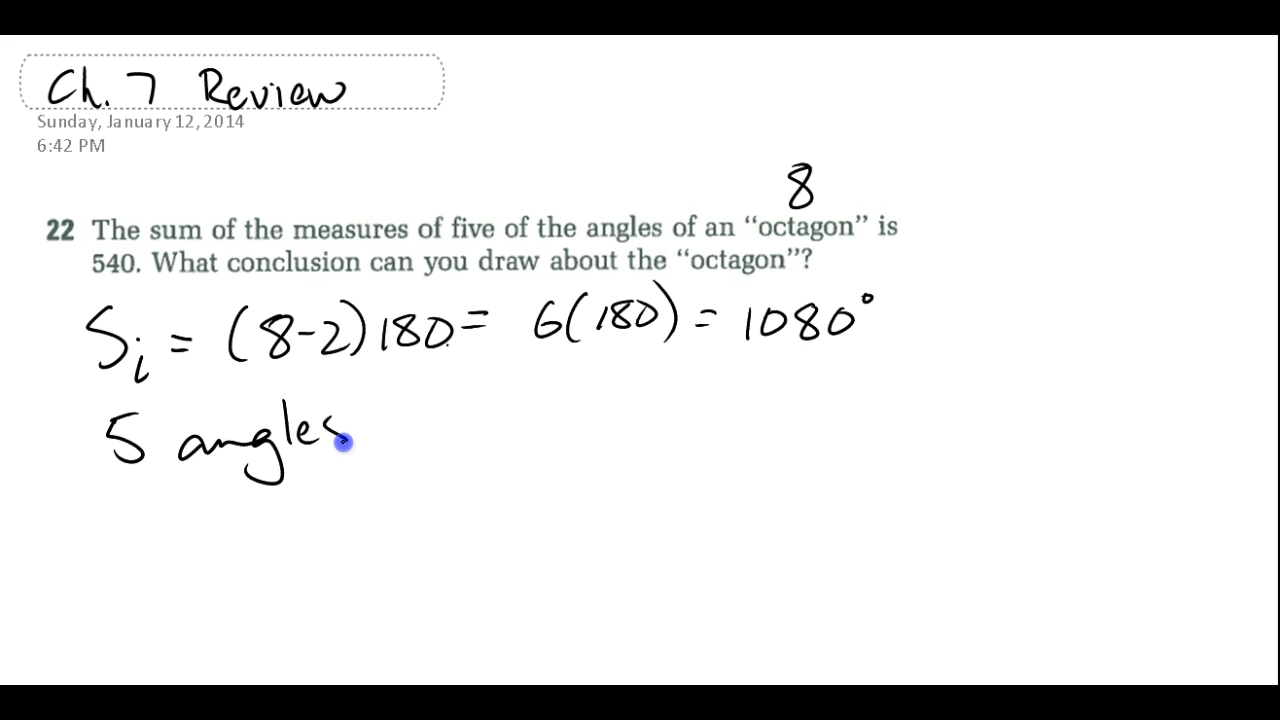 Ch. 7 Review
Sunday, January 12, 2014
6:42 PM
8
22 The sum of the measures of five of the angles of an “octagon” is
540. What conclusion can you draw about the “octagon”?
Si = (8-2)180 = 6(180) = 1080°
5 angles